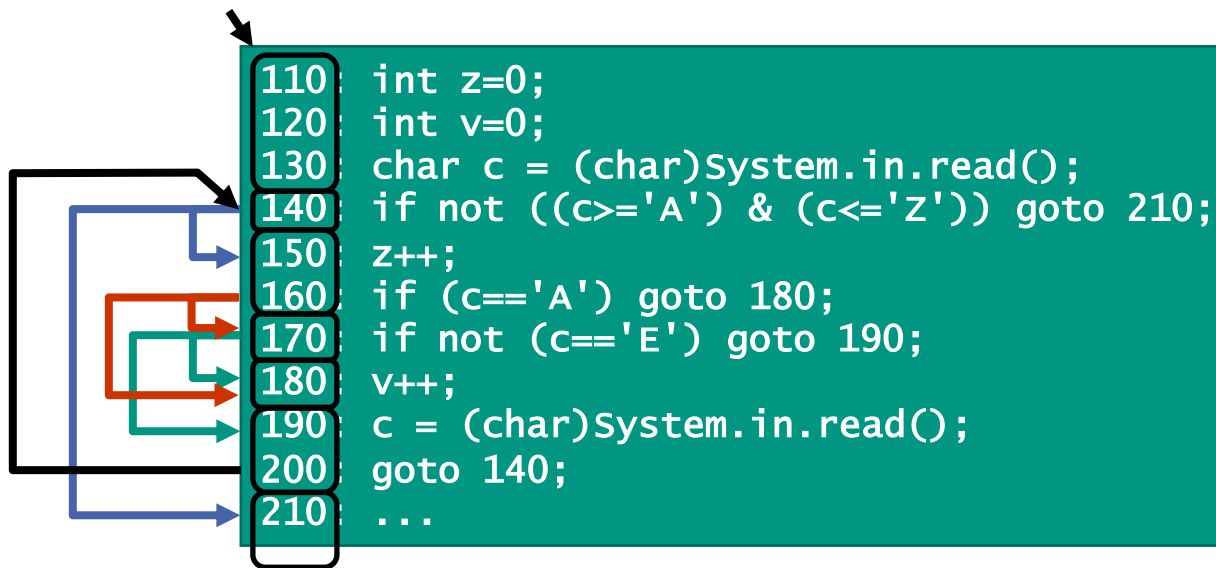 110: int z=0;
120: int v=0;
130: char c = (char)System.in.read();
140: if not ((c>='A') & (c<='Z')) goto 210;
150: z++;
160: if (c=='A') goto 180;
170: if not (c=='E') goto 190;
180: v++;
190: c = (char)System.in.read();
200: goto 140;
210: ...